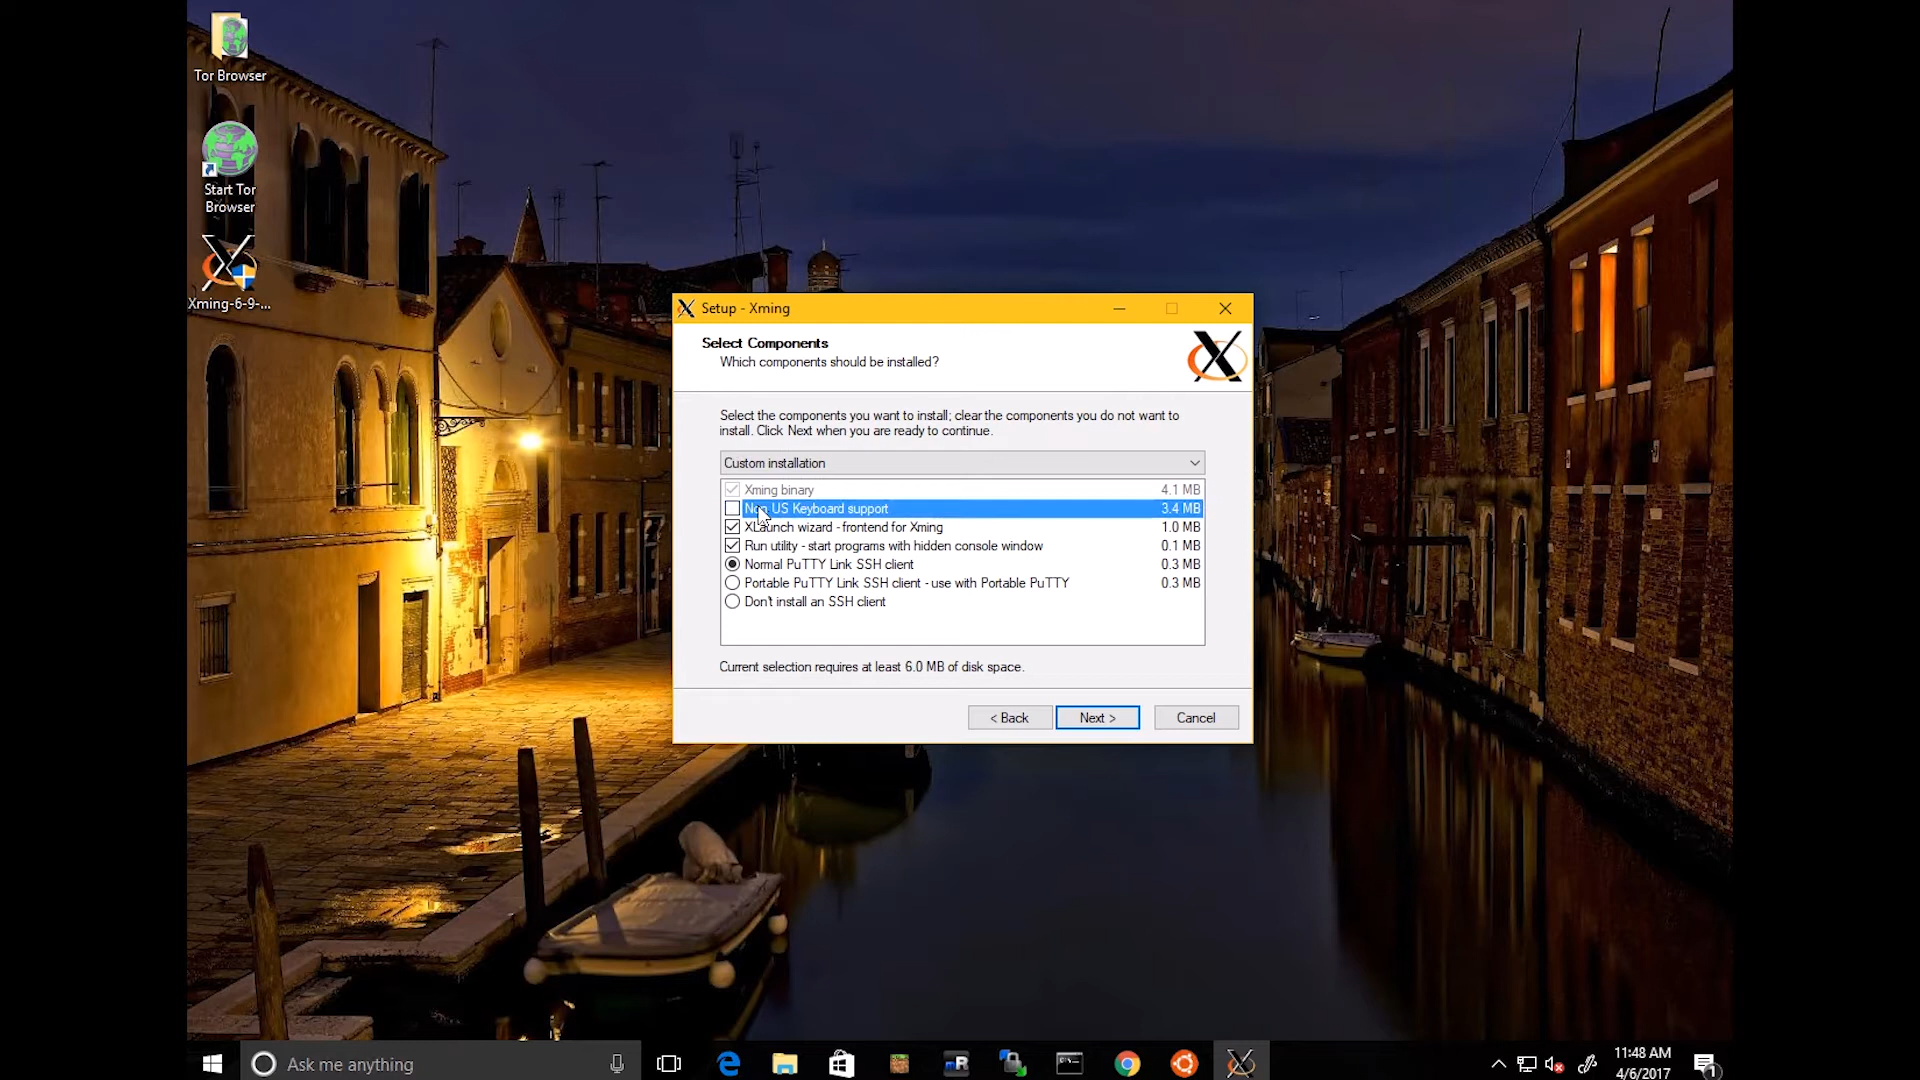 Tor Browser
Start Tor
Browser
Xming-6-9-...
Setup - Xming
Select Components
Which components should be installed?
Select the components you want to install; clear the components you do not want to
install. Click Next when you are ready to continue.
Custom installation
Xming binary 4.1 MB
Non US Keyboard support 3.4 MB
XLaunch wizard - frontend for Xming 1.0 MB
Run utility - start programs with hidden console window 0.1 MB
Normal PuTTY Link SSH client 0.3 MB
Portable PuTTY Link SSH client - use with Portable PuTTY 0.3 MB
Don't install an SSH client
Current selection requires at least 6.0 MB of disk space.
< Back Next > Cancel
Ask me anything
11:48 AM
4/6/2017
1